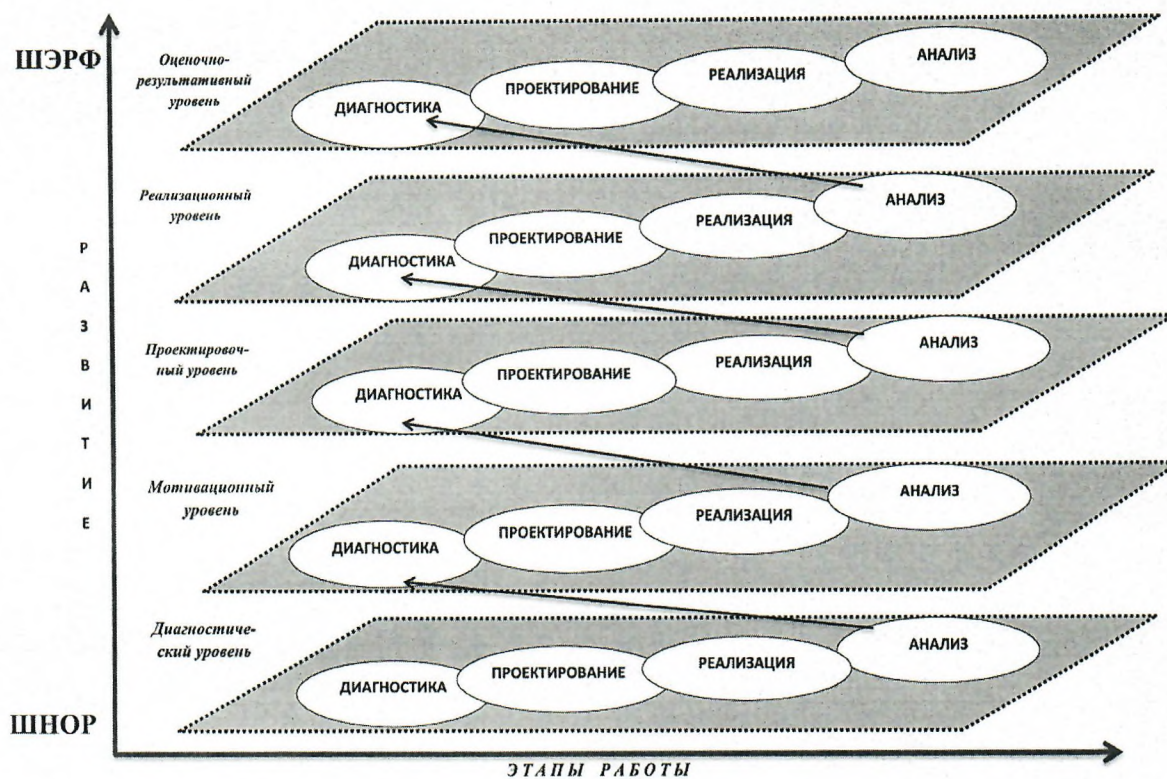 ШЭРФ
Оценочно-
результативный
уровень
ДИАГНОСТИКА
ПРОЕКТИРОВАНИЕ
РЕАЛИЗАЦИЯ
АНАЛИЗ
Реализационный
уровень
ДИАГНОСТИКА
ПРОЕКТИРОВАНИЕ
РЕАЛИЗАЦИЯ
АНАЛИЗ
РАЗВИТИЕ
Проектировоч-
ный уровень
ДИАГНОСТИКА
ПРОЕКТИРОВАНИЕ
РЕАЛИЗАЦИЯ
АНАЛИЗ
Мотивационный
уровень
ДИАГНОСТИКА
ПРОЕКТИРОВАНИЕ
РЕАЛИЗАЦИЯ
АНАЛИЗ
Диагностиче-
ский уровень
ДИАГНОСТИКА
ПРОЕКТИРОВАНИЕ
РЕАЛИЗАЦИЯ
АНАЛИЗ
ШНОР
ЭТАПЫ РАБОТЫ